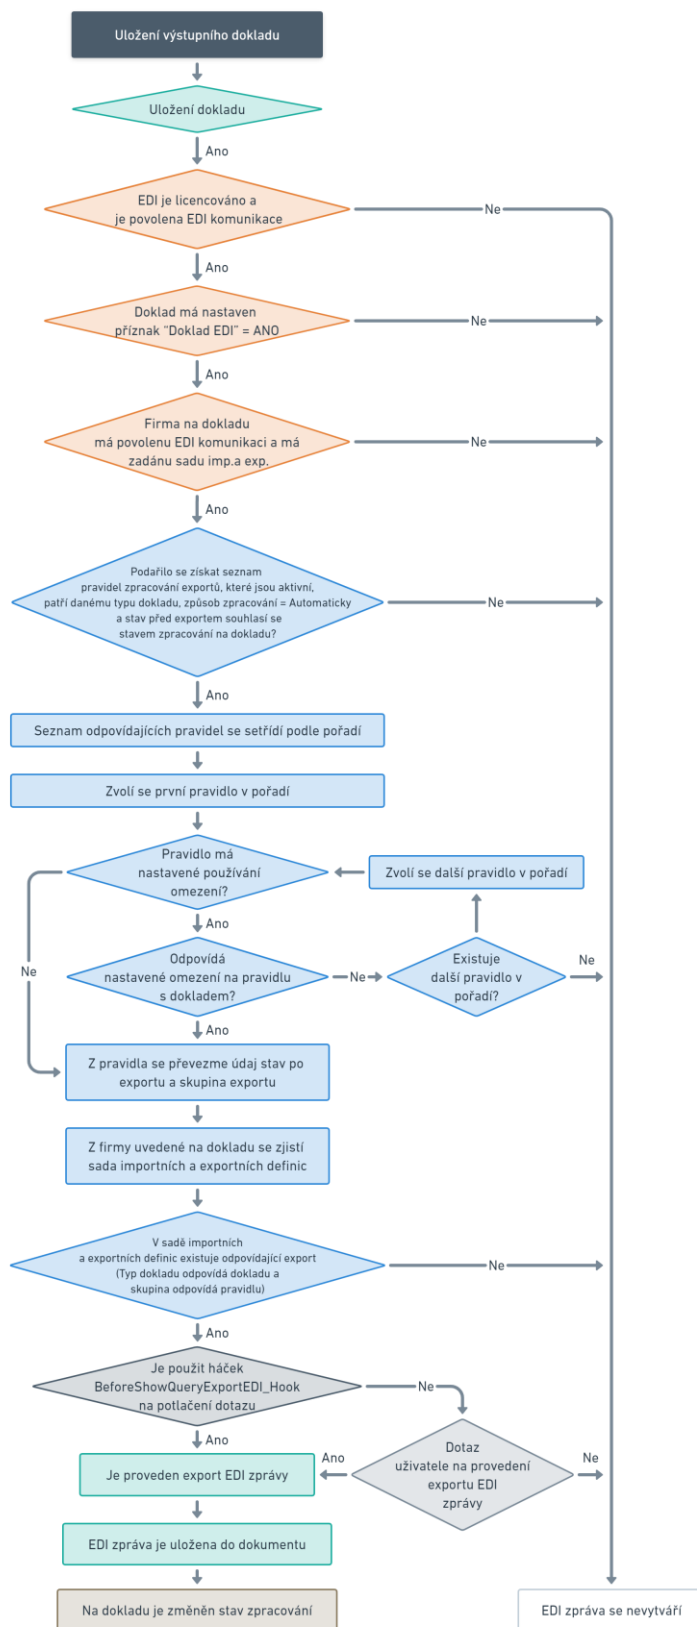 Uložení výstupního dokladu
Uložení dokladu
Ano
EDI je licencováno a
je povolena EDI komunikace
Ne
Ano
Doklad má nastaven
příznak “Doklad EDI” = ANO
Ne
Ano
Firma na dokladu
má povolenu EDI komunikaci a má
zadánu sadu imp.a exp.
Ne
Ano
Podařilo se získat seznam
pravidel zpracování exportů, které jsou aktivní,
patří danému typu dokladu, způsob zpracování = Automaticky
a stav před exportem souhlasí se
stavem zpracování na dokladu?
Ne
Ano
Seznam odpovídajících pravidel se setřídí podle pořadí
Zvolí se první pravidlo v pořadí
Pravidlo má
nastavené používání
omezení?
Zvolí se další pravidlo v pořadí
Ano
Ne
Odpovídá
nastavené omezení na pravidlu
s dokladem?
Ne
Existuje
další pravidlo v
pořadí?
Ne
Ano
Z pravidla se převezme údaj stav po
exportu a skupina exportu
Z firmy uvedené na dokladu se zjistí
sada importních a exportních definic
V sadě importních
a exportních definic existuje odpovídající export
(Typ dokladu odpovídá dokladu a
skupina odpovídá pravidlu)
Ne
Ano
Je použit háček
BeforeShowQueryExportEDI_Hook
na potlačení dotazu
Ne
Ano
Dotaz
uživatele na provedení
exportu EDI
zprávy
Ano
Ne
Je proveden export EDI zprávy
EDI zpráva je uložena do dokumentu
Na dokladu je změněn stav zpracování
EDI zpráva se nevytváří